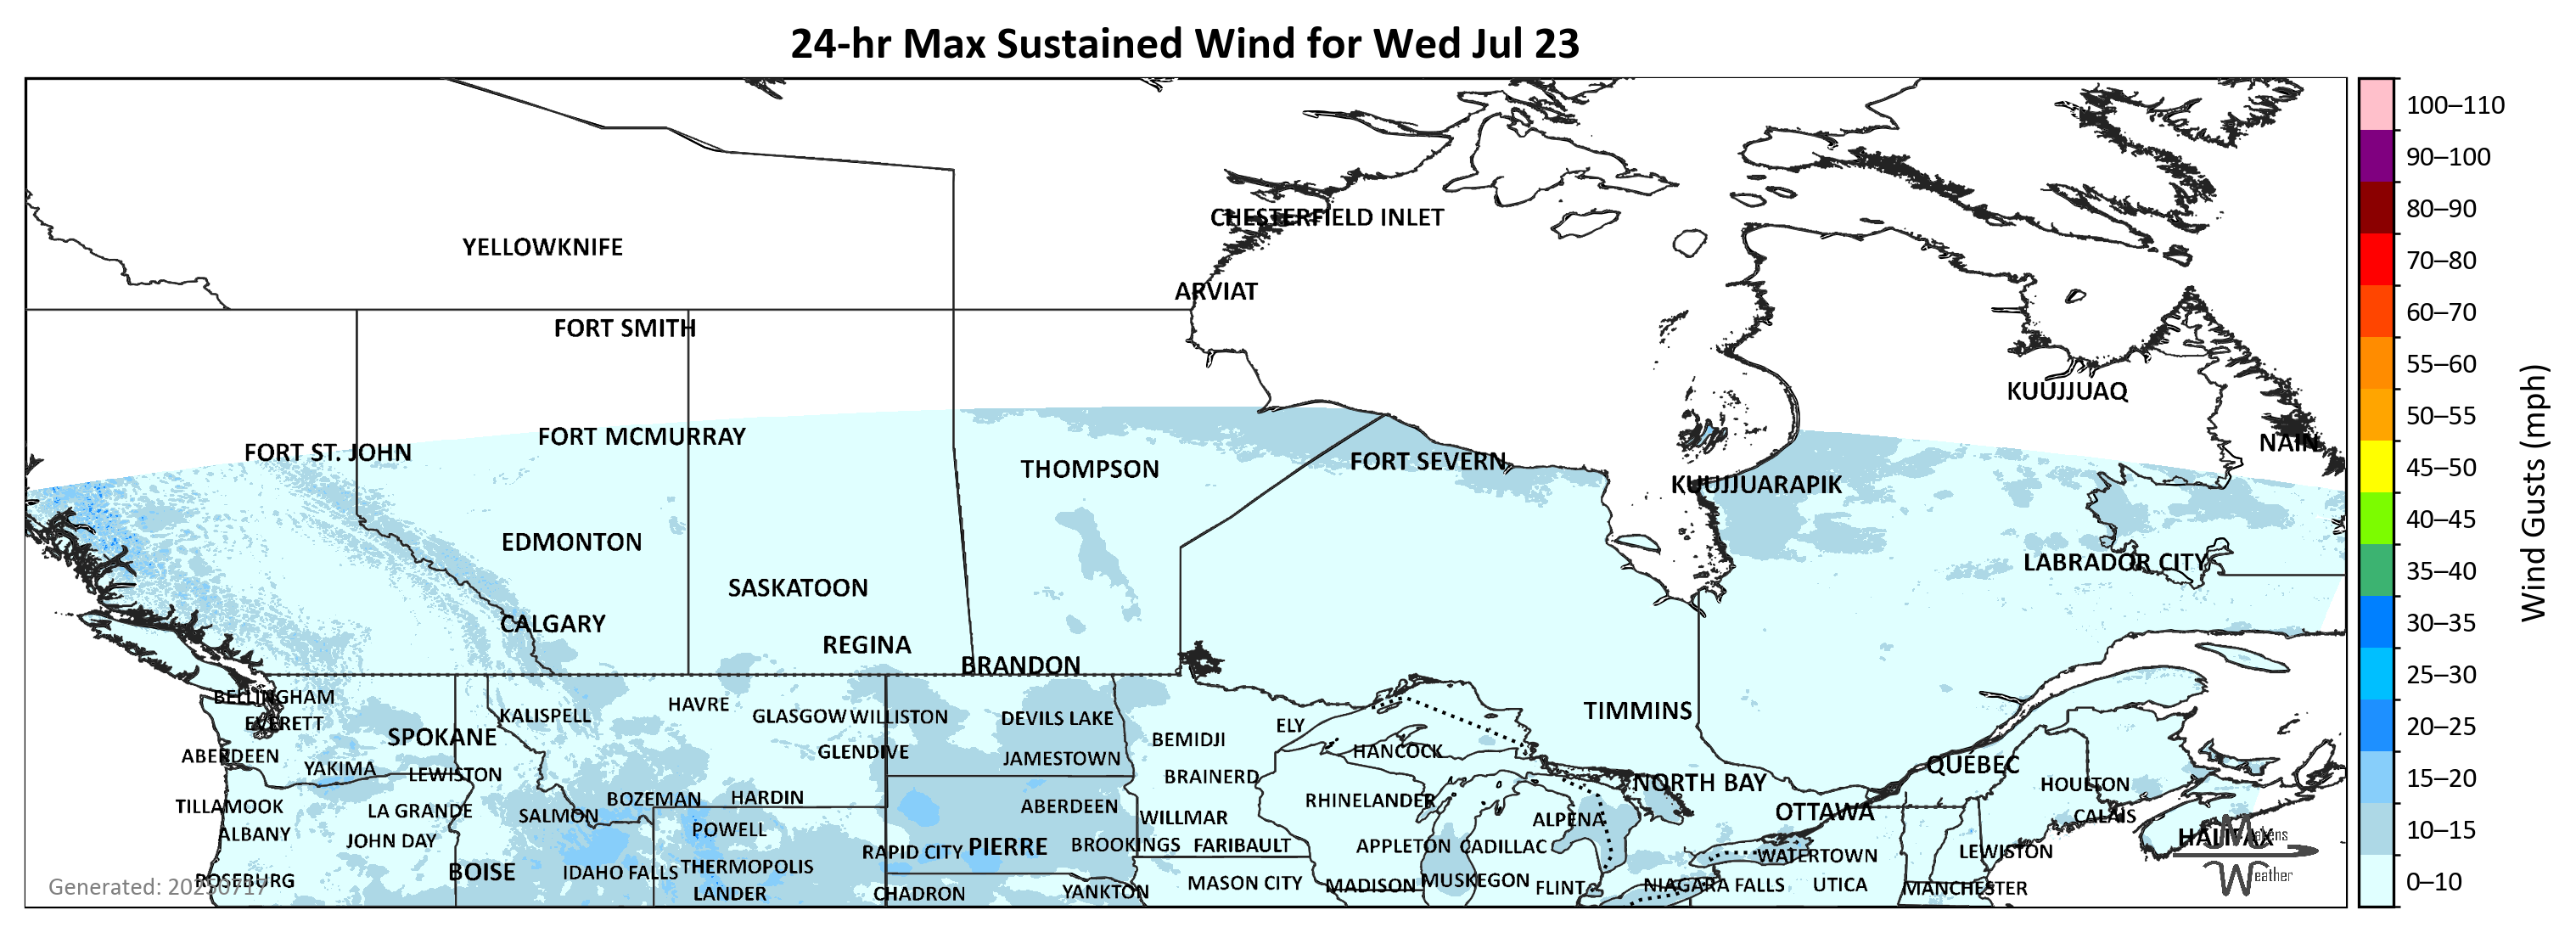 24-hr Max Sustained Wind for Wed Jul 23
100–110
90–100
80–90
70–80
60–70
55–60
50–55
45–50
40–45
35–40
30–35
25–30
20–25
15–20
10–15
0–10
Wind Gusts (mph)
CHESTERFIELD INLET
YELLOWKNIFE
ARVIAT
FORT SMITH
KUUJJUAQ
FORT MCMURRAY
NAIN
FORT ST. JOHN
FORT SEVERN
THOMPSON
KUUJJUARAPIK
EDMONTON
LABRADOR CITY
SASKATOON
CALGARY
REGINA
BRANDON
BELLINGHAM
HAVRE
TIMMINS
KALISPELL
GLASGOW
WILLISTON
DEVILS LAKE
EVERETT
ELY
SPOKANE
BEMIDJI
HANCOCK
ABERDEEN
GLENDIVE
JAMESTOWN
QUÉBEC
YAKIMA
LEWISTON
BRAINERD
NORTH BAY
HOULTON
BOZEMAN
HARDIN
RHINELANDER
TILLAMOOK
LA GRANDE
SALMON
ABERDEEN
WILLMAR
OTTAWA
CALAIS
ALPENA
ALBANY
POWELL
HALIFAX
Makens
JOHN DAY
RAPID CITY
PIERRE
BROOKINGS
FARIBAULT
APPLETON
CADILLAC
WATERTOWN
LEWISTON
BOISE
IDAHO FALLS
THERMOPOLIS
Weather
ROSEBURG
Generated: 20250717
LANDER
CHADRON
YANKTON
MASON CITY
MADISON
MUSKEGON
FLINT
NIAGARA FALLS
UTICA
MANCHESTER